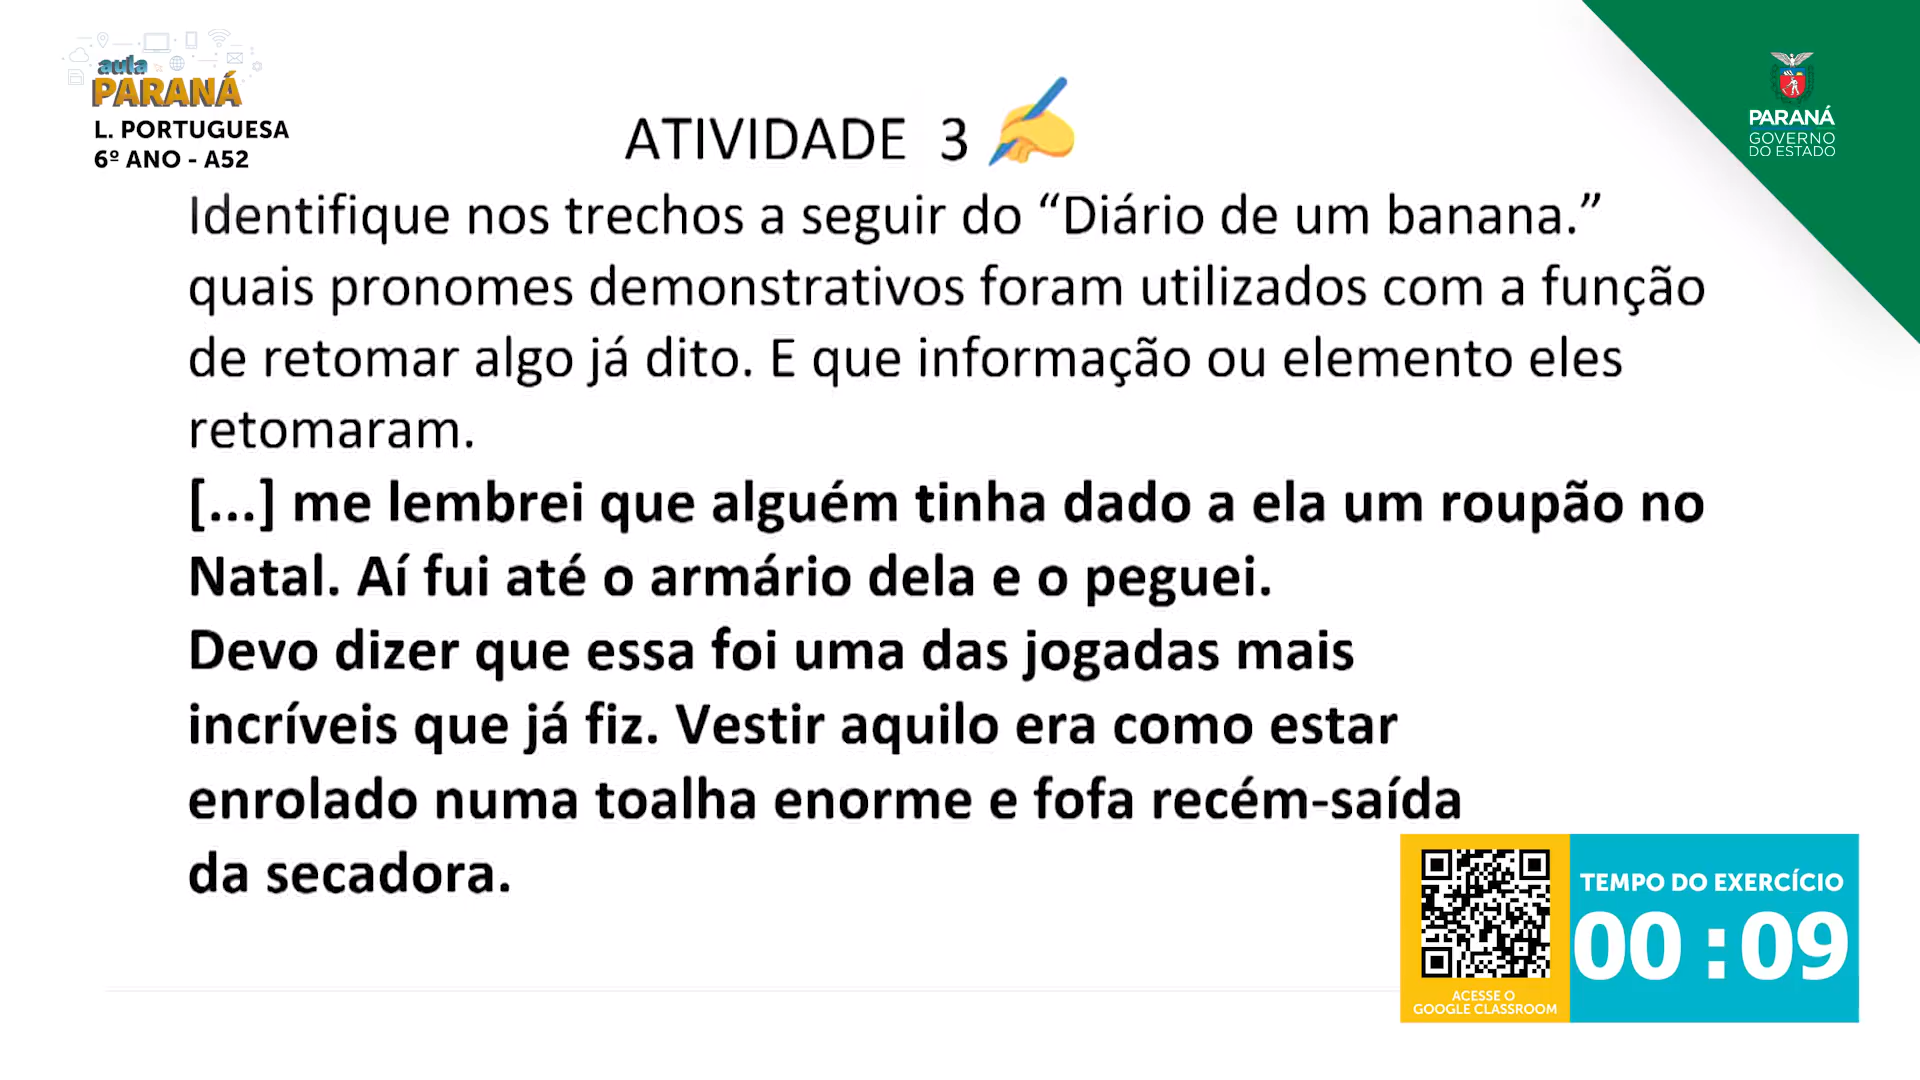 aula
PARANÁ
L. PORTUGUESA
6º ANO - A52
PARANÁ
GOVERNO
DO ESTADO
ATIVIDADE 3
Identifique nos trechos a seguir do “Diário de um banana.”
quais pronomes demonstrativos foram utilizados com a função
de retomar algo já dito. E que informação ou elemento eles
retomaram.
[...] me lembrei que alguém tinha dado a ela um roupão no
Natal. Aí fui até o armário dela e o peguei.
Devo dizer que essa foi uma das jogadas mais
incríveis que já fiz. Vestir aquilo era como estar
enrolado numa toalha enorme e fofa recém-saída
da secadora.
ACESSE O
GOOGLE CLASSROOM
TEMPO DO EXERCÍCIO
00 : 09